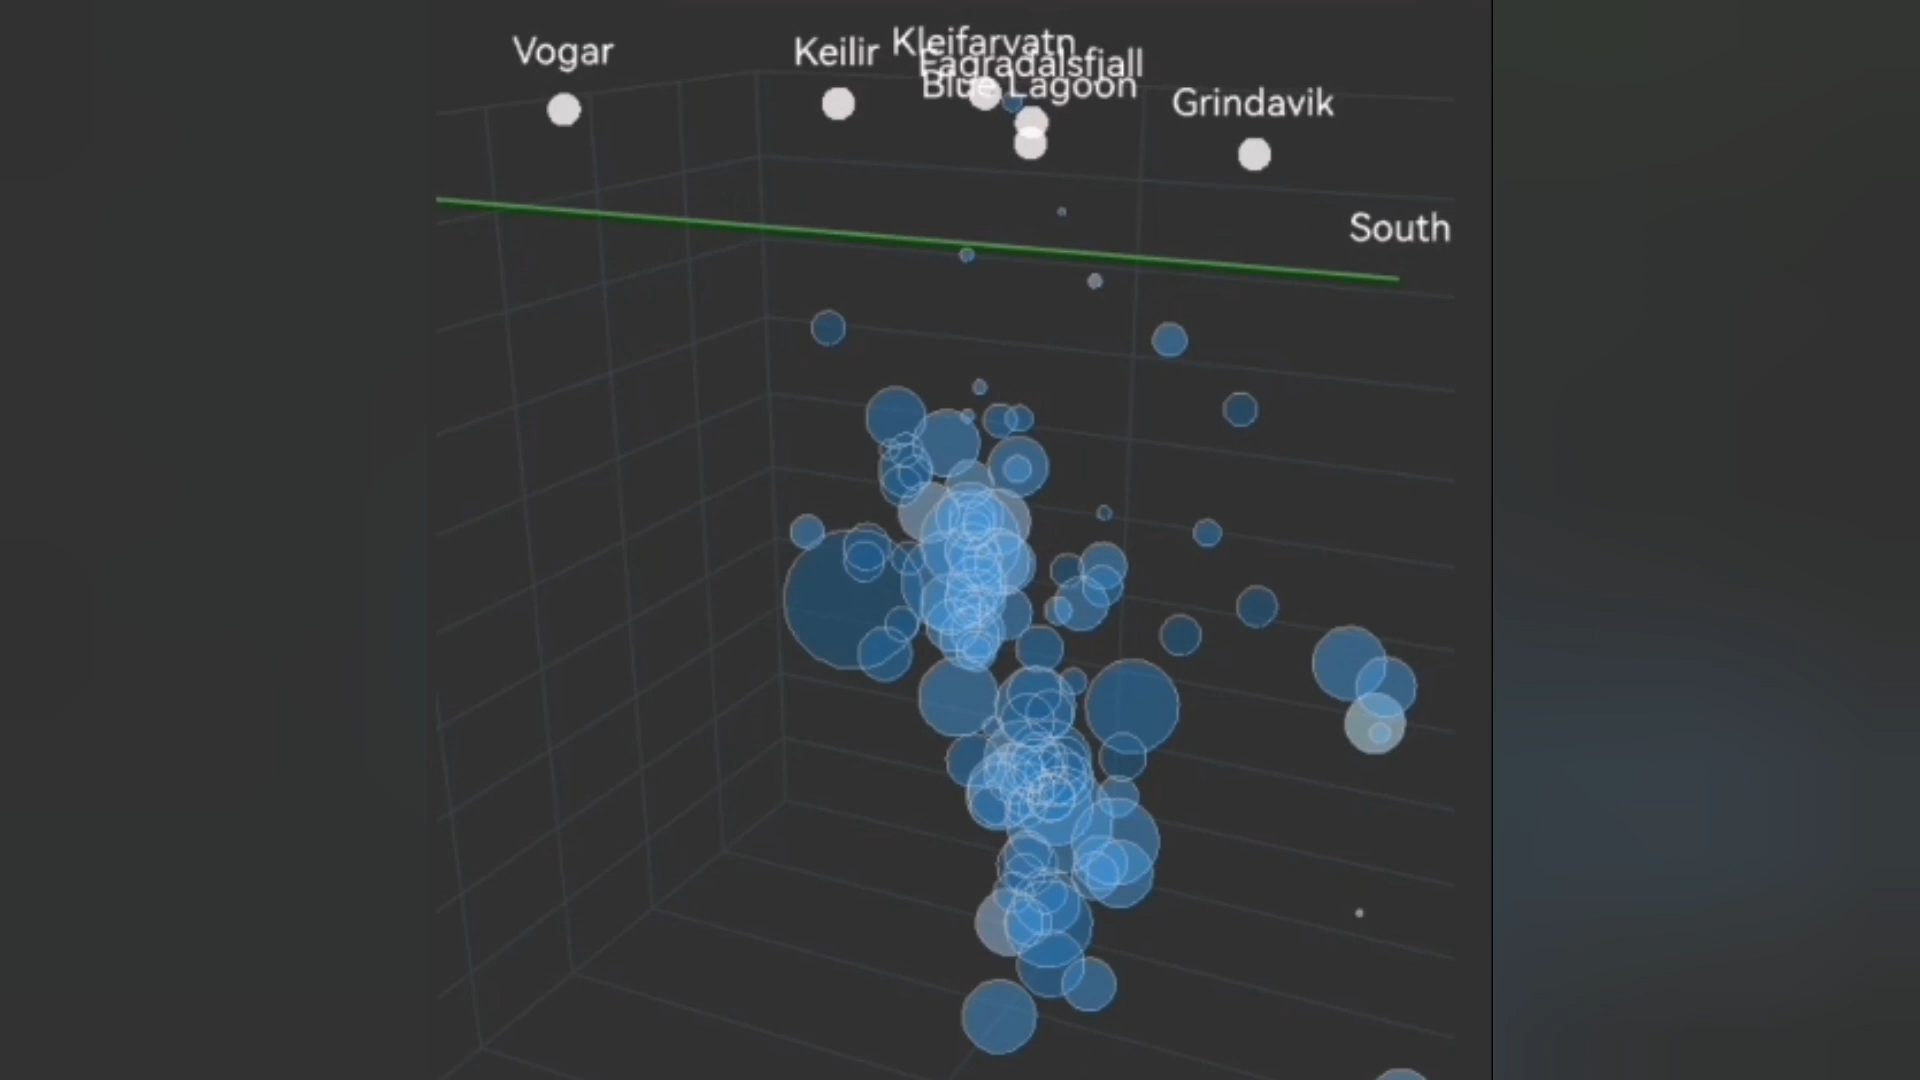 Vogar
Keilir
Kleifarvatn
Fagradalsfjall
Blue Lagoon
Grindavik
South